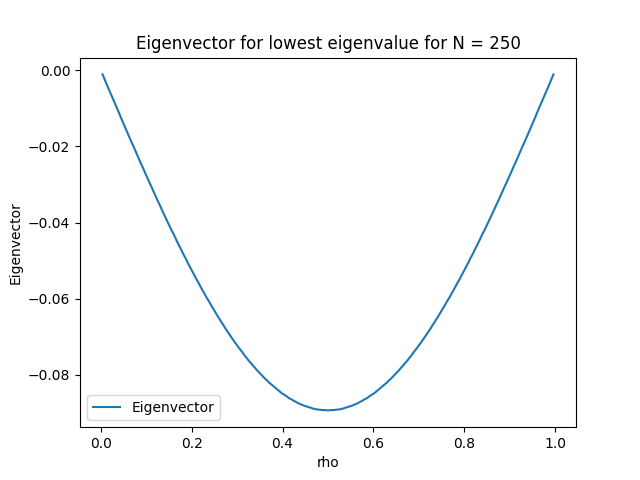 Eigenvector for lowest eigenvalue for N = 250
Eigenvector
0.00
−0.02
−0.04
−0.06
−0.08
Eigenvector
0.0
0.2
0.4
0.6
0.8
1.0
rho